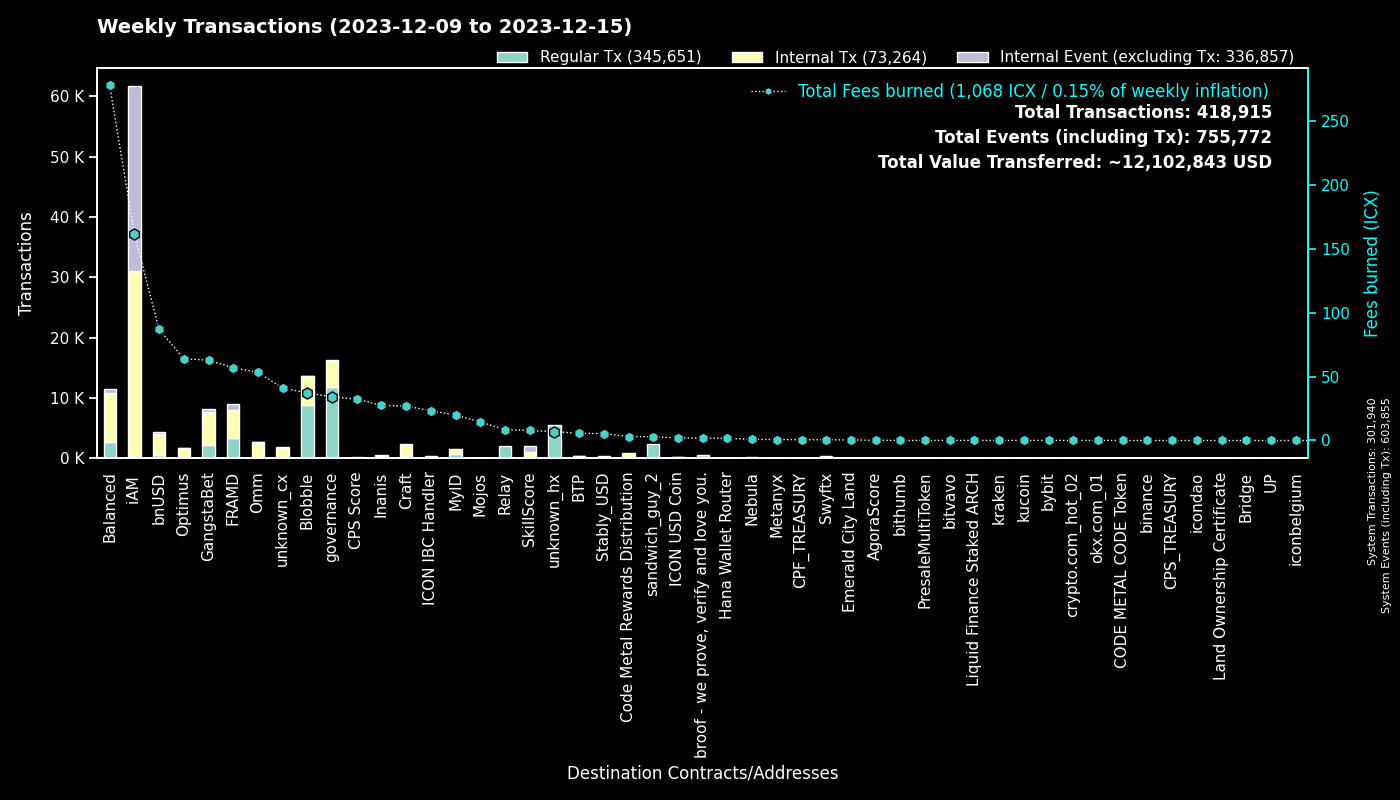 Weekly Transactions (2023-12-09 to 2023-12-15)
Regular Tx (345,651)
Internal Tx (73,264)
Internal Event (excluding Tx: 336,857)
Total Fees burned (1,068 ICX / 0.15% of weekly inflation)
Total Transactions: 418,915
Total Events (including Tx): 755,772
Total Value Transferred: ~12,102,843 USD
Transactions
60 K
50 K
40 K
30 K
20 K
10 K
0 K
250
200
150
100
50
0
Fees burned (ICX)
System Transactions: 301,940
System Events (including Tx): 603,855
Balanced
iAM
bnUSD
Optimus
GangstaBet
FRAMD
Omm
unknown_cx
Blobble
governance
CPS Score
Inanis
Craft
ICON IBC Handler
MyID
Mojos
Relay
SkillScore
unknown_hx
BTP
Stably_USD
Code Metal Rewards Distribution
sandwich_guy_2
ICON USD Coin
broof - we prove, verify and love you.
Hana Wallet Router
Nebula
Metanyx
CPF_TREASURY
Swyftx
Emerald City Land
AgoraScore
bithumb
PresaleMultiToken
bitvavo
Liquid Finance Staked ARCH
kraken
kucoin
bybit
crypto.com_hot_02
okx.com_01
CODE METAL CODE Token
binance
CPS_TREASURY
icondao
Land Ownership Certificate
Bridge
UP
iconbelgium
Destination Contracts/Addresses